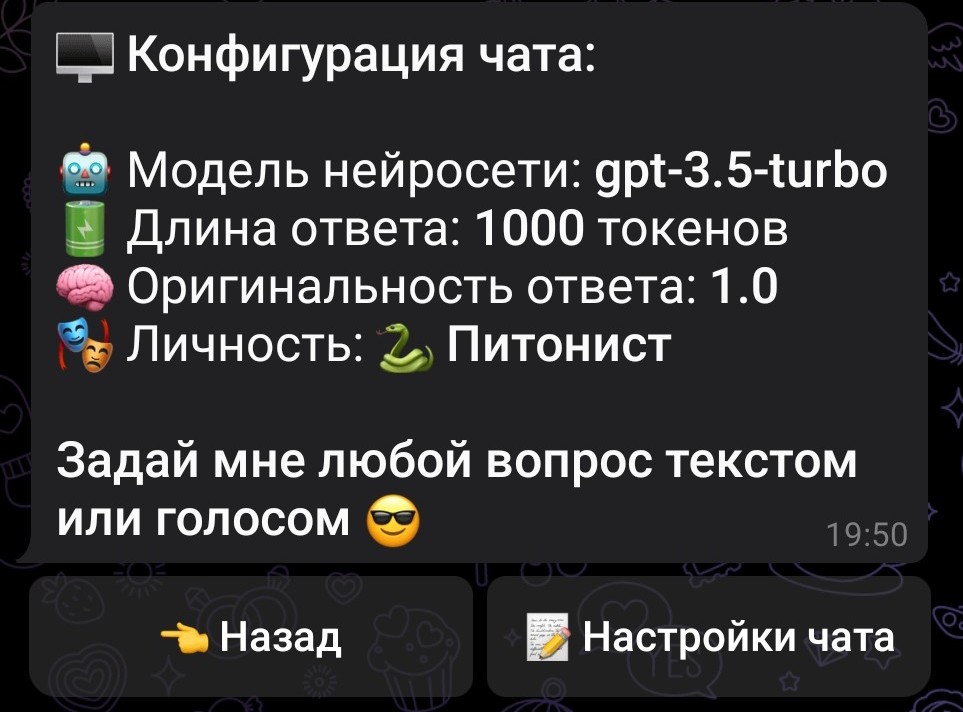 🖥 Конфигурация чата:
🤖 Модель нейросети: gpt-3.5-turbo
🔋 Длина ответа: 1000 токенов
🧠 Оригинальность ответа: 1.0
🎭 Личность: 🐍 Питонист
Задай мне любой вопрос текстом
или голосом 😎
19:50
👈 Назад
📝 Настройки чата